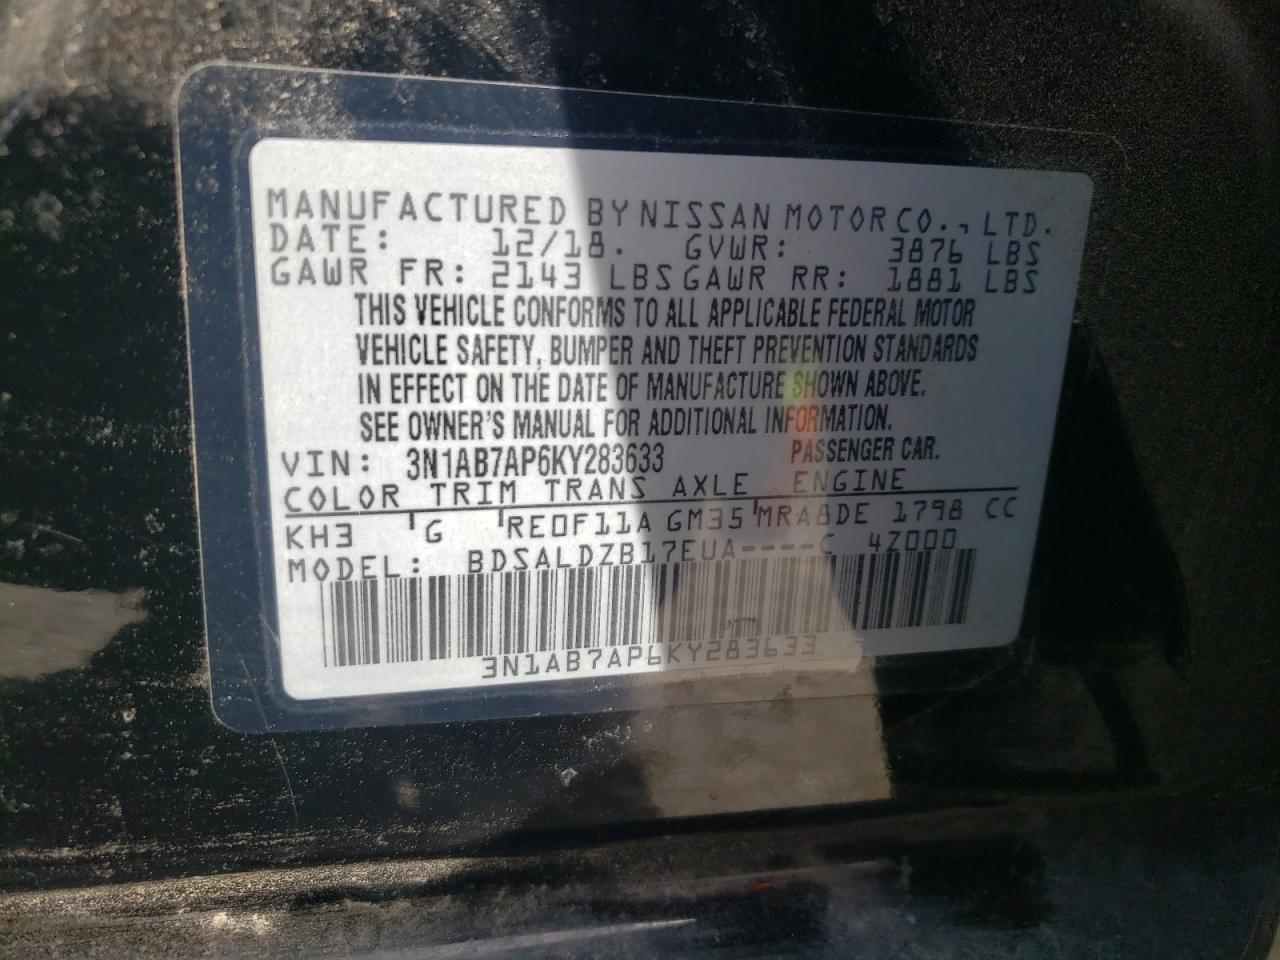 MANUFACTURED BY NISSAN MOTOR CO., LTD.
DATE: 12/18. GVWR: 3876 LBS
GAWR FR: 2143 LBS GAWR RR: 1881 LBS
THIS VEHICLE CONFORMS TO ALL APPLICABLE FEDERAL MOTOR
VEHICLE SAFETY, BUMPER AND THEFT PREVENTION STANDARDS
IN EFFECT ON THE DATE OF MANUFACTURE SHOWN ABOVE.
SEE OWNER'S MANUAL FOR ADDITIONAL INFORMATION.
VIN: 3N1AB7AP6KY283633 PASSENGER CAR.
COLOR TRIM TRANS AXLE ENGINE
KH3 G RE0F11A GM35 MRA8DE 1798 CC
MODEL: BDSALDZB17EUA----C 4Z000
3N1AB7AP6KY283633